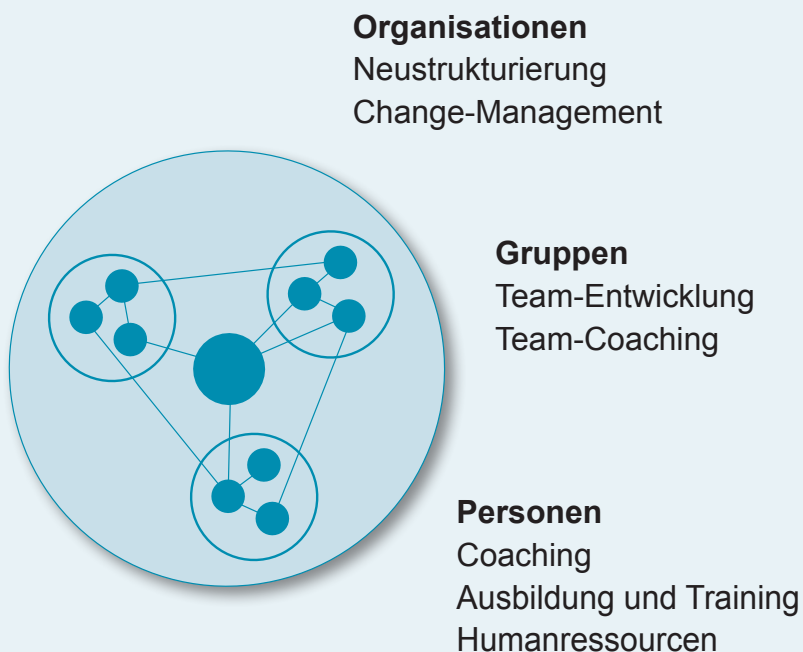 Organisationen
Neustrukturierung
Change-Management
Gruppen
Team-Entwicklung
Team-Coaching
Personen
Coaching
Ausbildung und Training
Humanressourcen